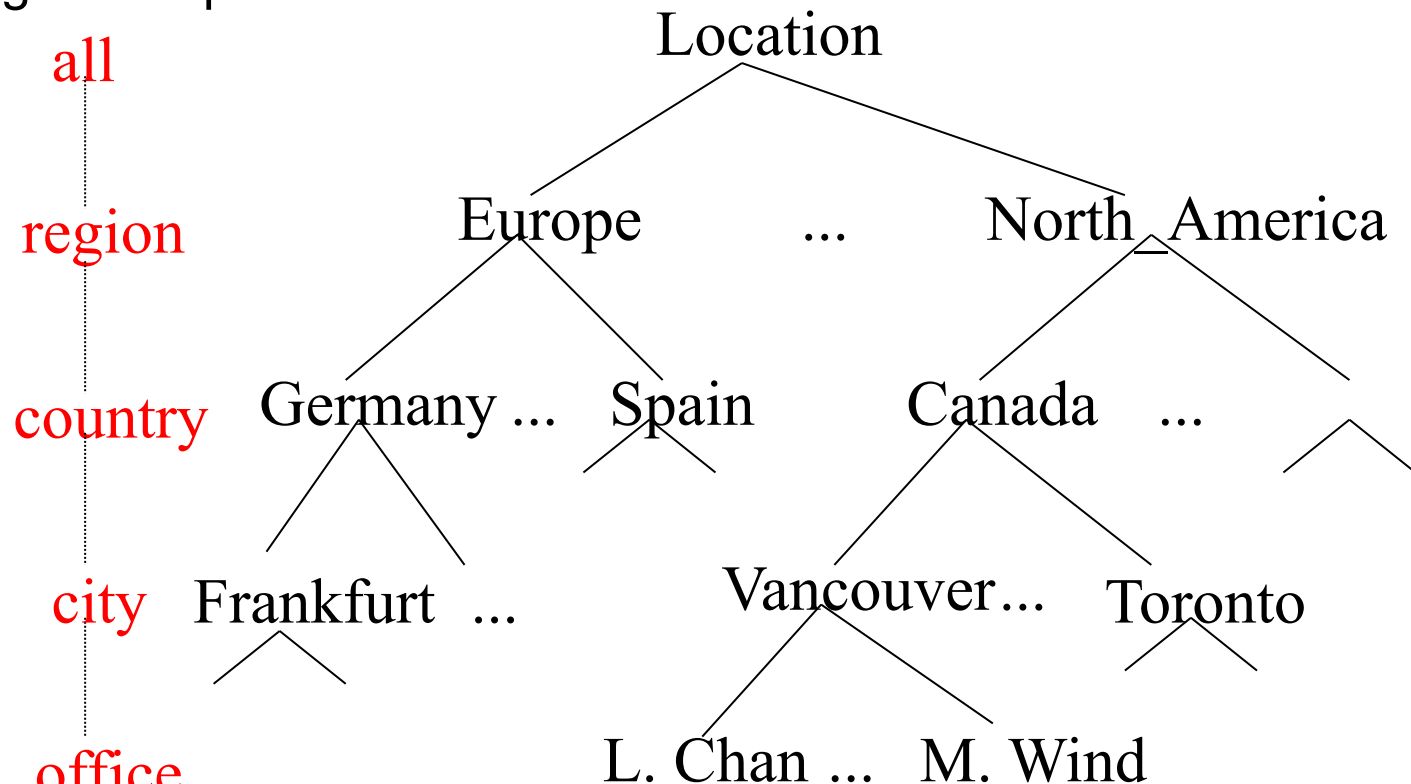 all Location
region Europe ... North_America
country Germany ... Spain Canada ...
city Frankfurt ... Vancouver... Toronto
office L. Chan ... M. Wind